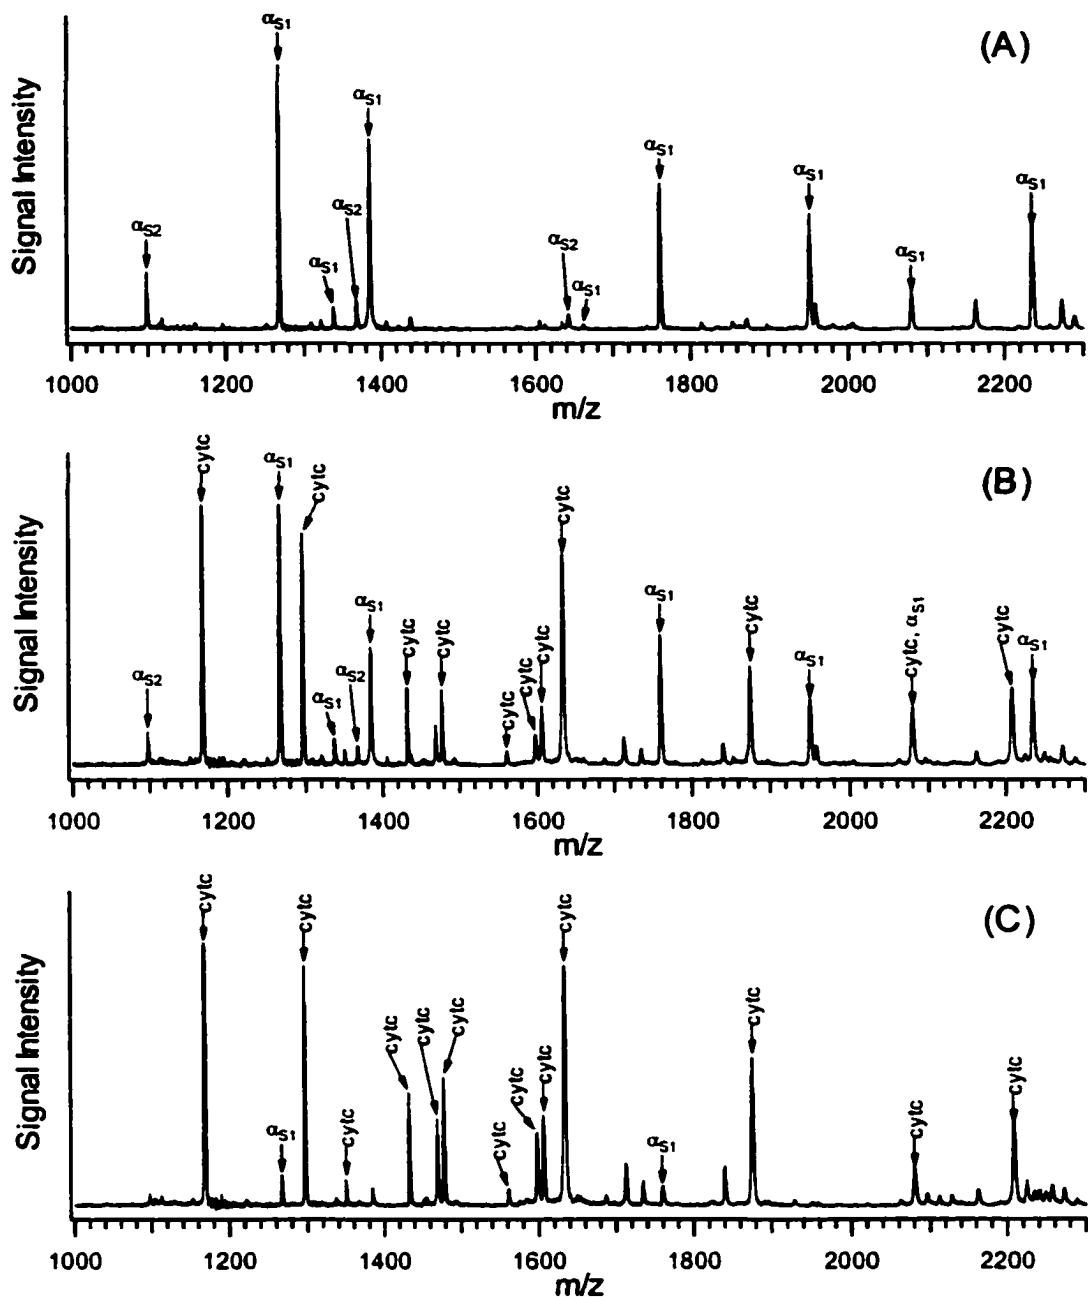 αS1
(A)
αS1
αS1
αS1
αS2
αS1
αS2
αS2
αS1
αS1
αS1
Signal Intensity
1000 1200 1400 1600 1800 2000 2200
m/z
cytc
αS1
cytc
(B)
cytc
αS1
αS1
cytc
cytc
cytc
cytc, αS1
cytc
αS2
αS1
αS2
cytc
cytc
cytc
αS1
αS1
Signal Intensity
1000 1200 1400 1600 1800 2000 2200
m/z
cytc
cytc
cytc
(C)
cytc
cytc
cytc
cytc
cytc
cytc
cytc
αS1
cytc
cytc
αS1
cytc
cytc
Signal Intensity
1000 1200 1400 1600 1800 2000 2200
m/z